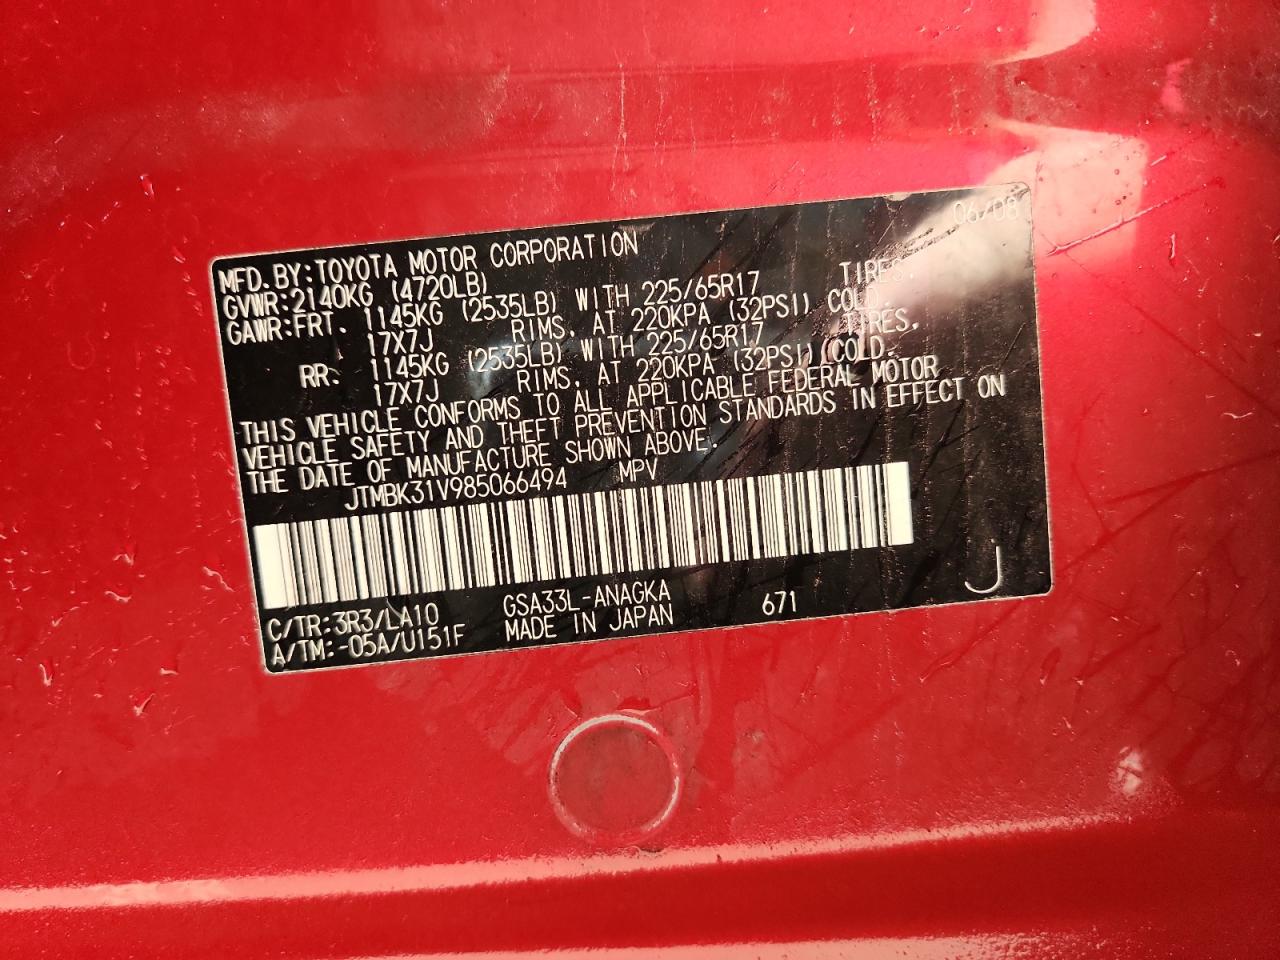 06/08
MFD. BY: TOYOTA MOTOR CORPORATION
GVWR: 2140KG (4720LB)
GAWR: FRT. 1145KG (2535LB) WITH 225/65R17 TIRES,
17X7J RIMS, AT 220KPA (32PSI) COLD.
RR. 1145KG (2535LB) WITH 225/65R17 TIRES,
17X7J RIMS, AT 220KPA (32PSI) COLD.
THIS VEHICLE CONFORMS TO ALL APPLICABLE FEDERAL MOTOR
VEHICLE SAFETY AND THEFT PREVENTION STANDARDS IN EFFECT ON
THE DATE OF MANUFACTURE SHOWN ABOVE.
JTMBK31V985066494 MPV
C/TR: 3R3/LA10 GSA33L-ANAGKA 671 J
A/TM: -05A/U151F MADE IN JAPAN